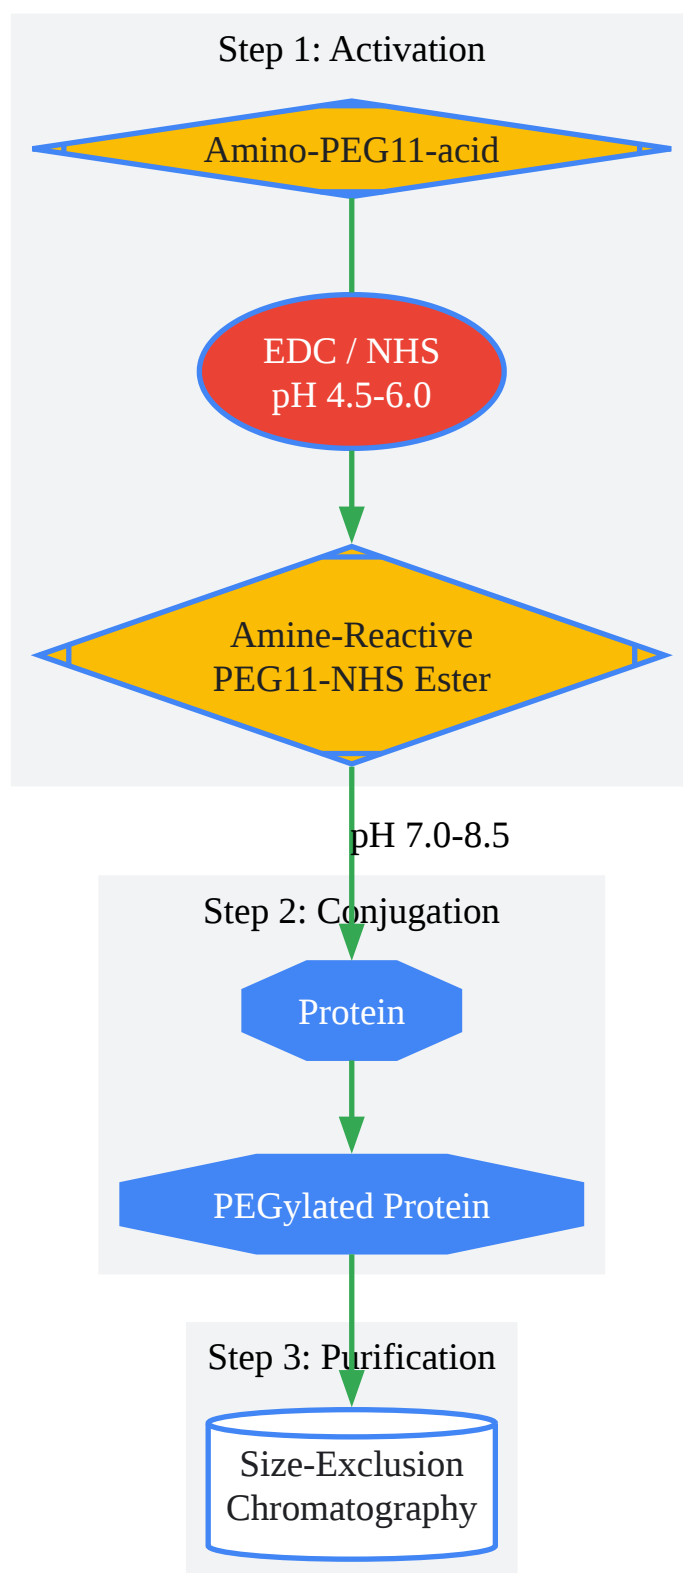 Step 1: Activation
Amino-PEG11-acid
EDC / NHS
pH 4.5-6.0
Amine-Reactive
PEG11-NHS Ester
pH 7.0-8.5
Step 2: Conjugation
Protein
PEGylated Protein
Step 3: Purification
Size-Exclusion
Chromatography